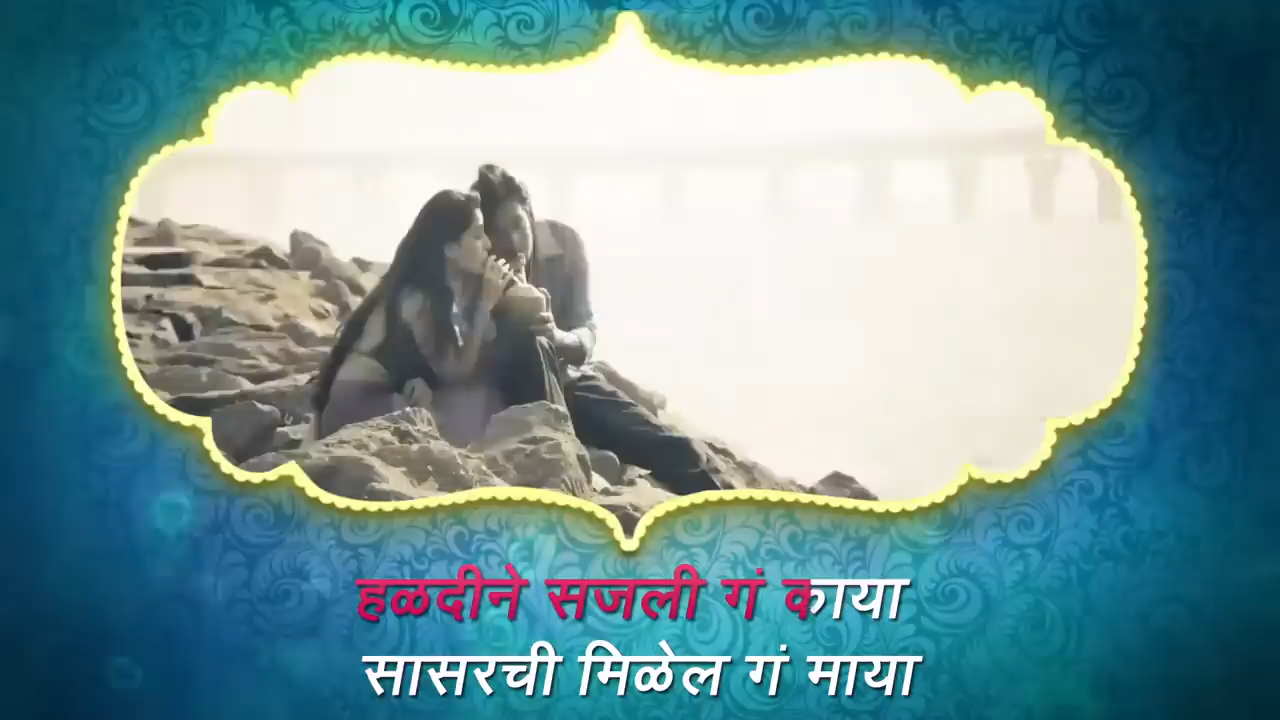 हळदीने सजली गं काया
सासरची मिळेल गं माया